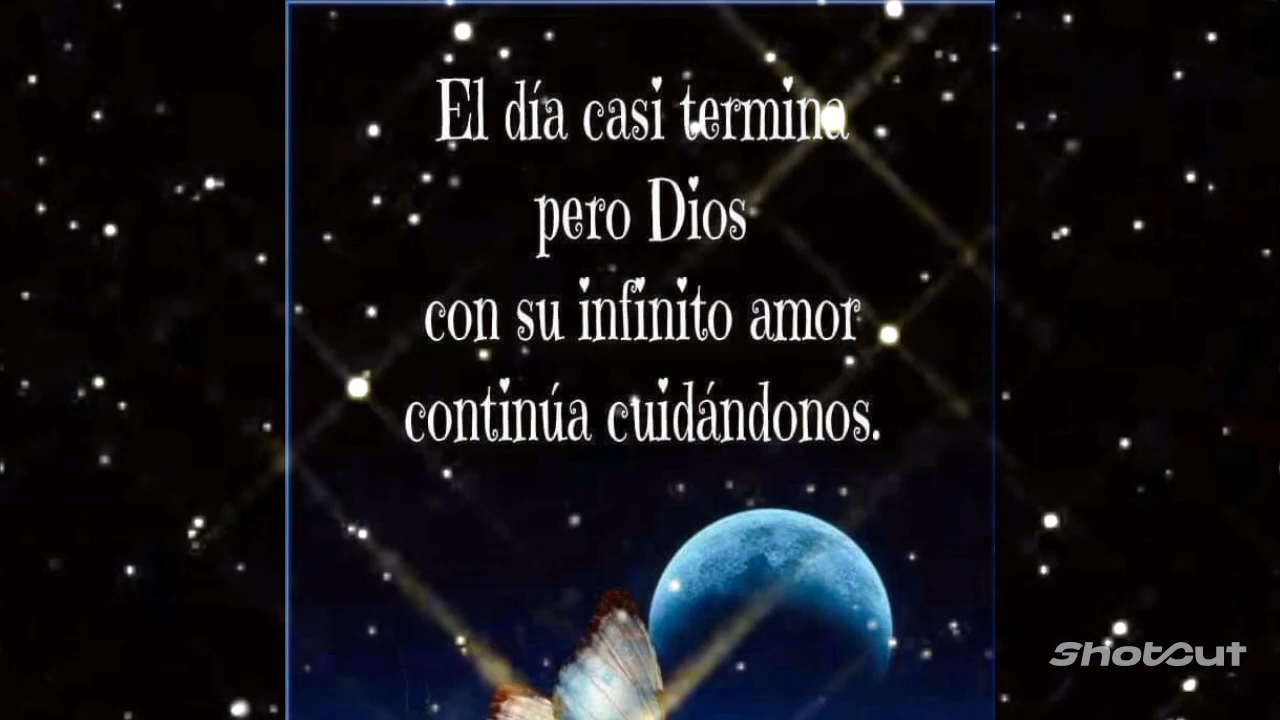 El día casi termina
pero Dios
con su infinito amor
continúa cuidándonos.
ShotCut